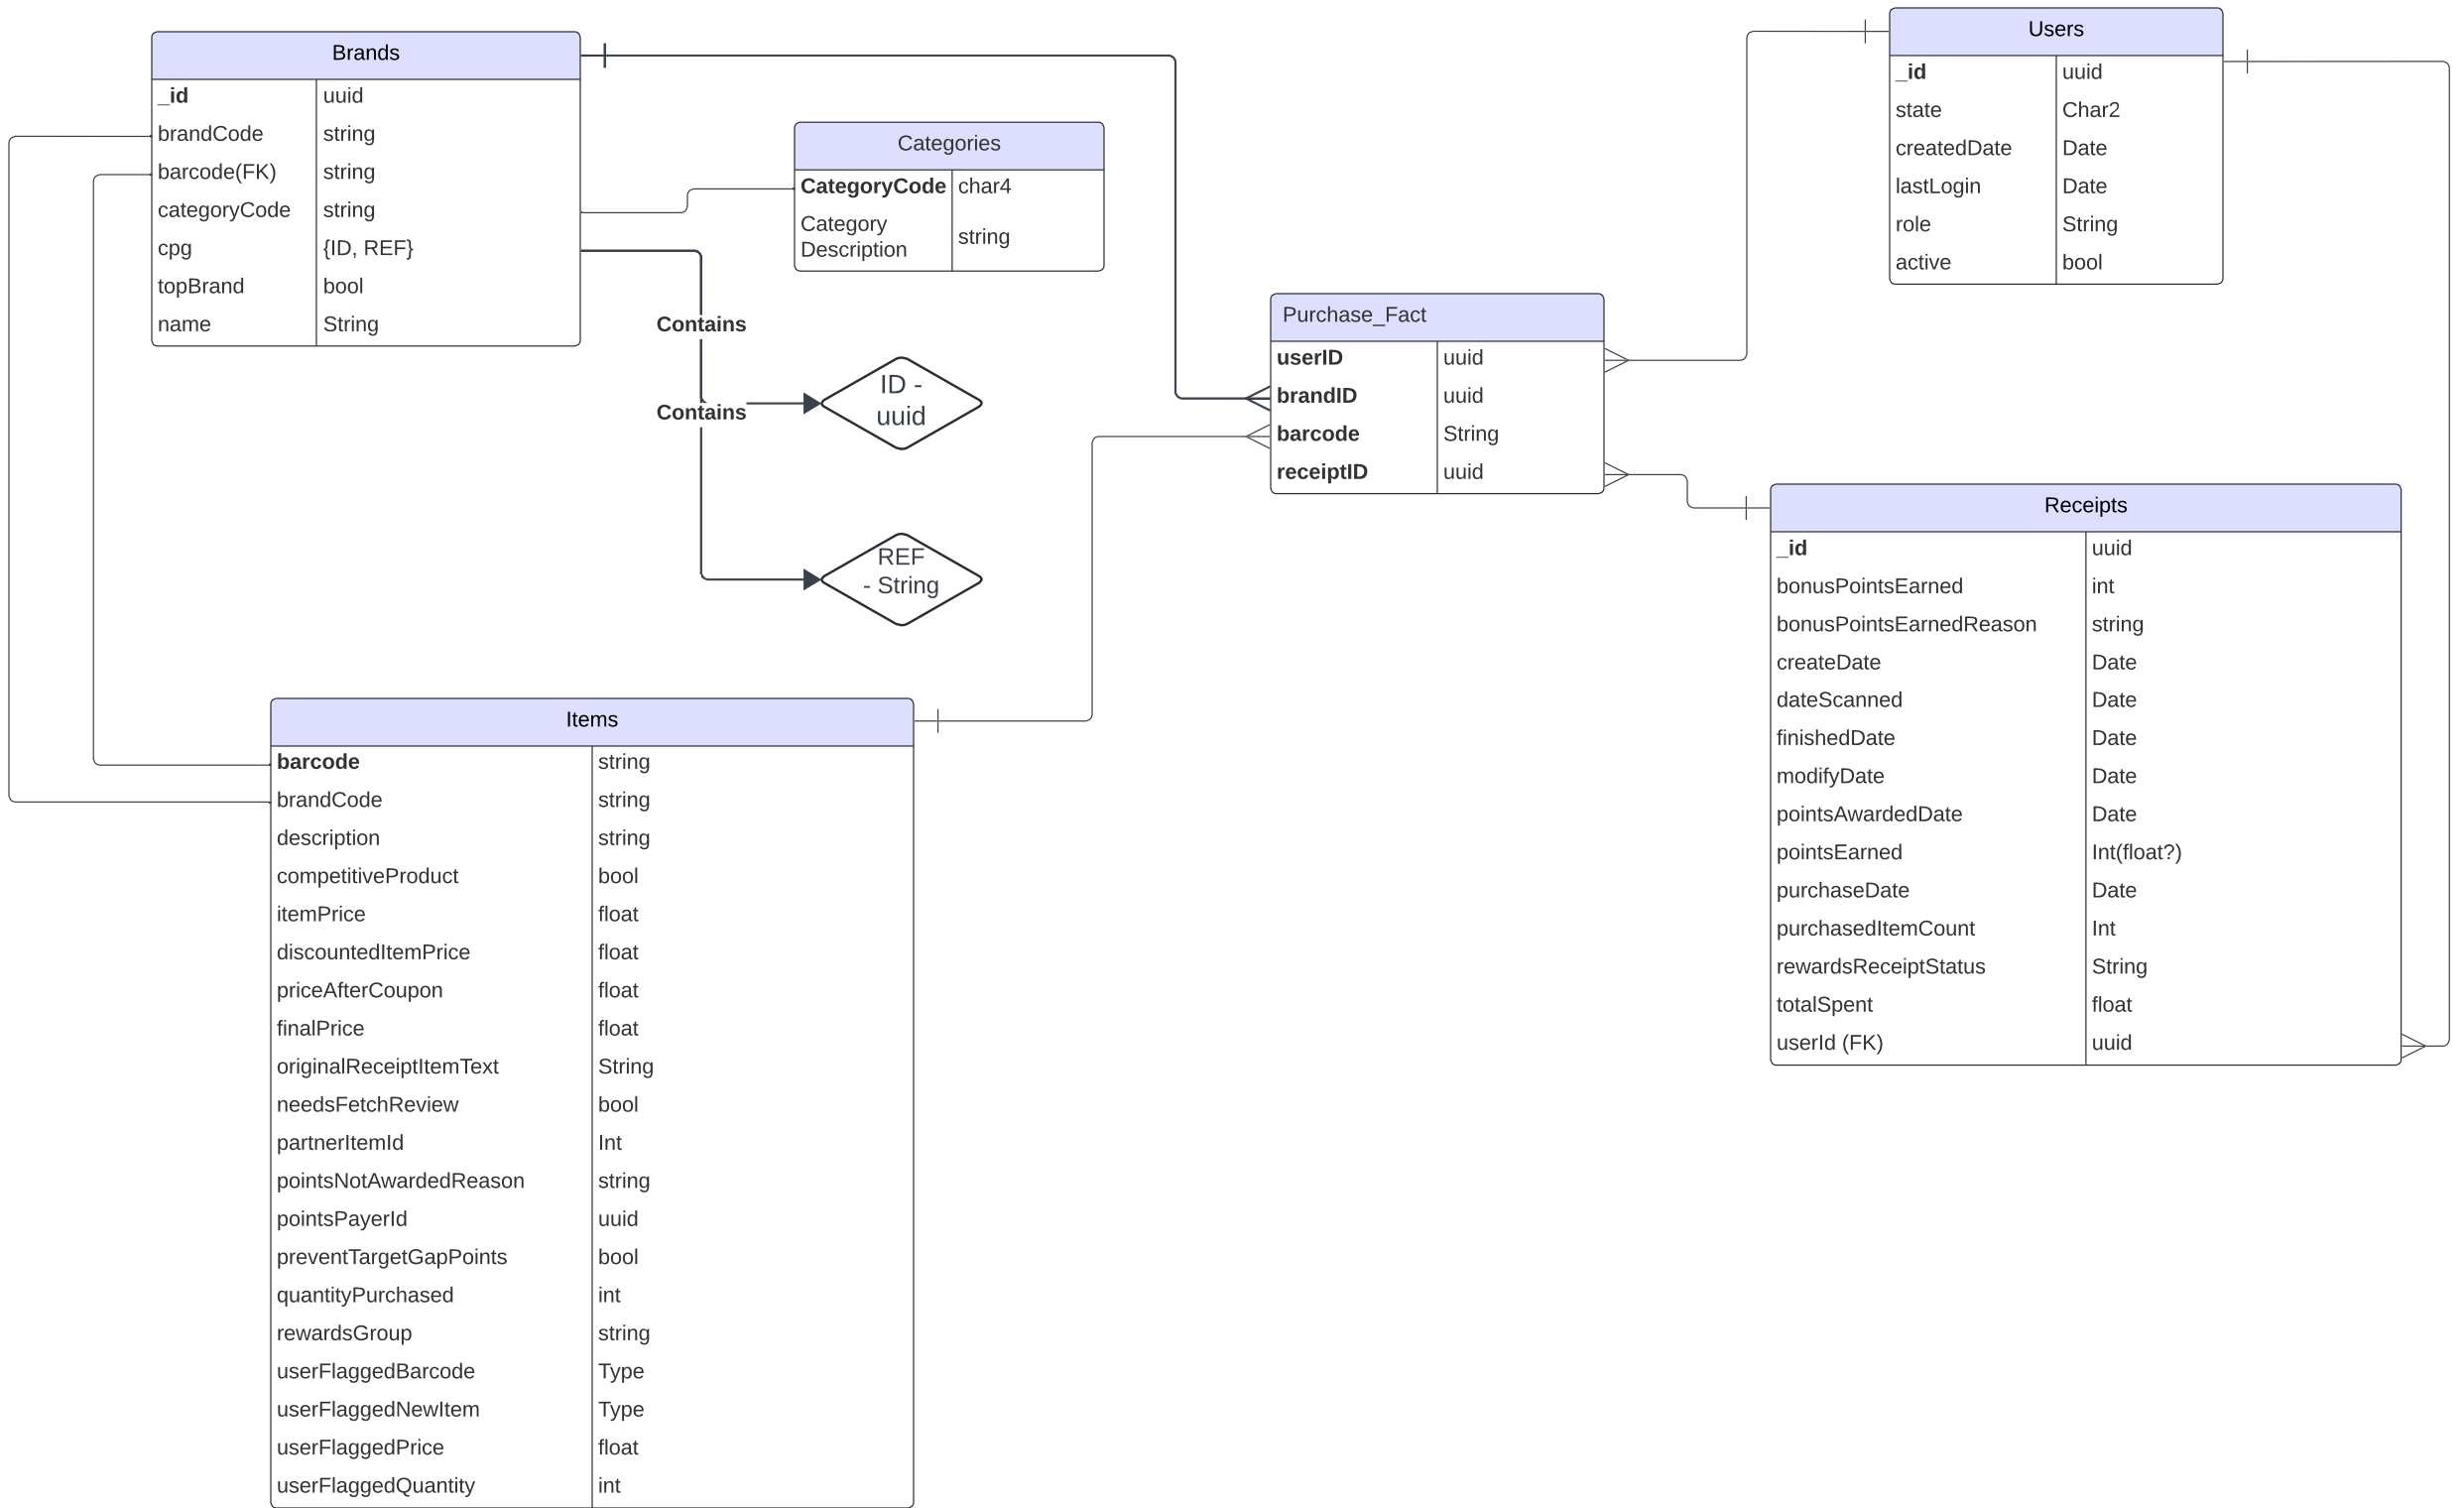 Brands
_id uuid
brandCode string
barcode(FK) string
categoryCode string
cpg {ID, REF}
topBrand bool
name String
Categories
CategoryCode char4
Category
Description
string
Contains
Contains
ID -
uuid
REF
- String
Users
_id uuid
state Char2
createdDate Date
lastLogin Date
role String
active bool
Purchase_Fact
userID uuid
brandID uuid
barcode String
receiptID uuid
Receipts
_id uuid
bonusPointsEarned int
bonusPointsEarnedReason string
createDate Date
dateScanned Date
finishedDate Date
modifyDate Date
pointsAwardedDate Date
pointsEarned Int(float?)
purchaseDate Date
purchasedItemCount Int
rewardsReceiptStatus String
totalSpent float
userId (FK) uuid
Items
barcode string
brandCode string
description string
competitiveProduct bool
itemPrice float
discountedItemPrice float
priceAfterCoupon float
finalPrice float
originalReceiptItemText String
needsFetchReview bool
partnerItemId Int
pointsNotAwardedReason string
pointsPayerId uuid
preventTargetGapPoints bool
quantityPurchased int
rewardsGroup string
userFlaggedBarcode Type
userFlaggedNewItem Type
userFlaggedPrice float
userFlaggedQuantity int